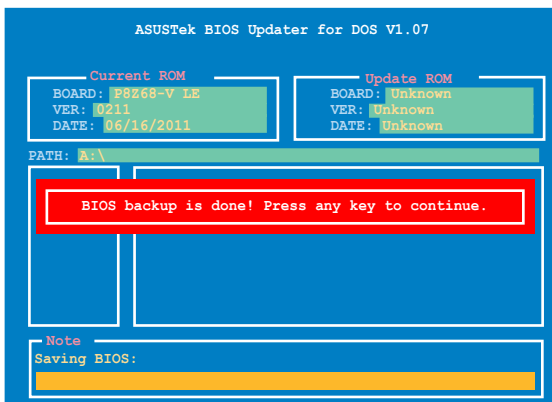 ASUSTek BIOS Updater for DOS V1.07
Current ROM
BOARD: P8Z68-V LE
VER: 0211
DATE: 06/16/2011
Update ROM
BOARD: Unknown
VER: Unknown
DATE: Unknown
PATH: A:\
BIOS backup is done! Press any key to continue.
Note
Saving BIOS: